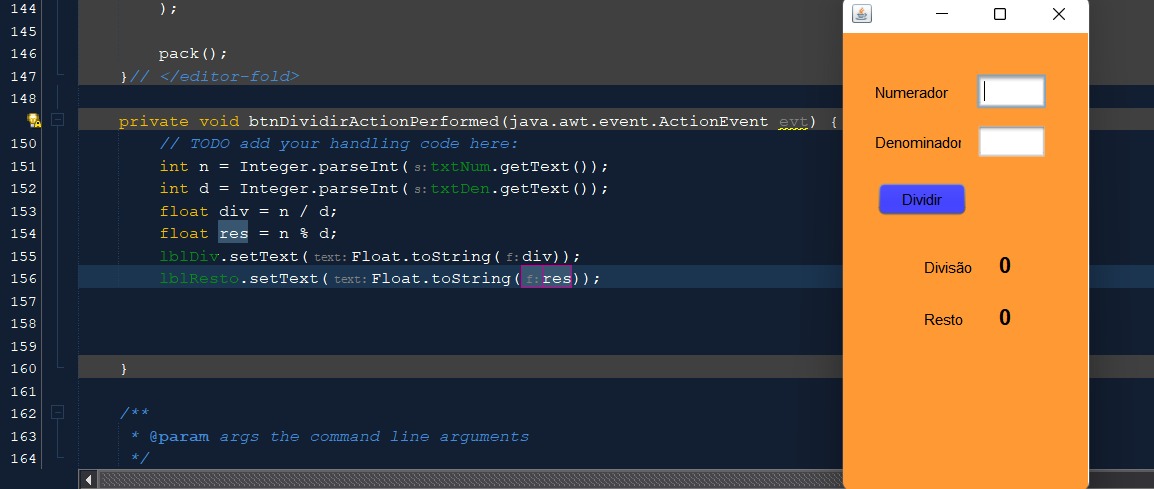 144 );
145
146 pack();
147 }// </editor-fold>
148
private void btnDividirActionPerformed(java.awt.event.ActionEvent evt) {
150 // TODO add your handling code here:
151 int n = Integer.parseInt(s:txtNum.getText());
152 int d = Integer.parseInt(s:txtDen.getText());
153 float div = n / d;
154 float res = n % d;
155 lblDiv.setText(text:Float.toString(f:div));
156 lblResto.setText(text:Float.toString(f:res));
157
158
159
160 }
161
162 /**
163 * @param args the command line arguments
164 */
Numerador
Denominador
Dividir
Divisão 0
Resto 0